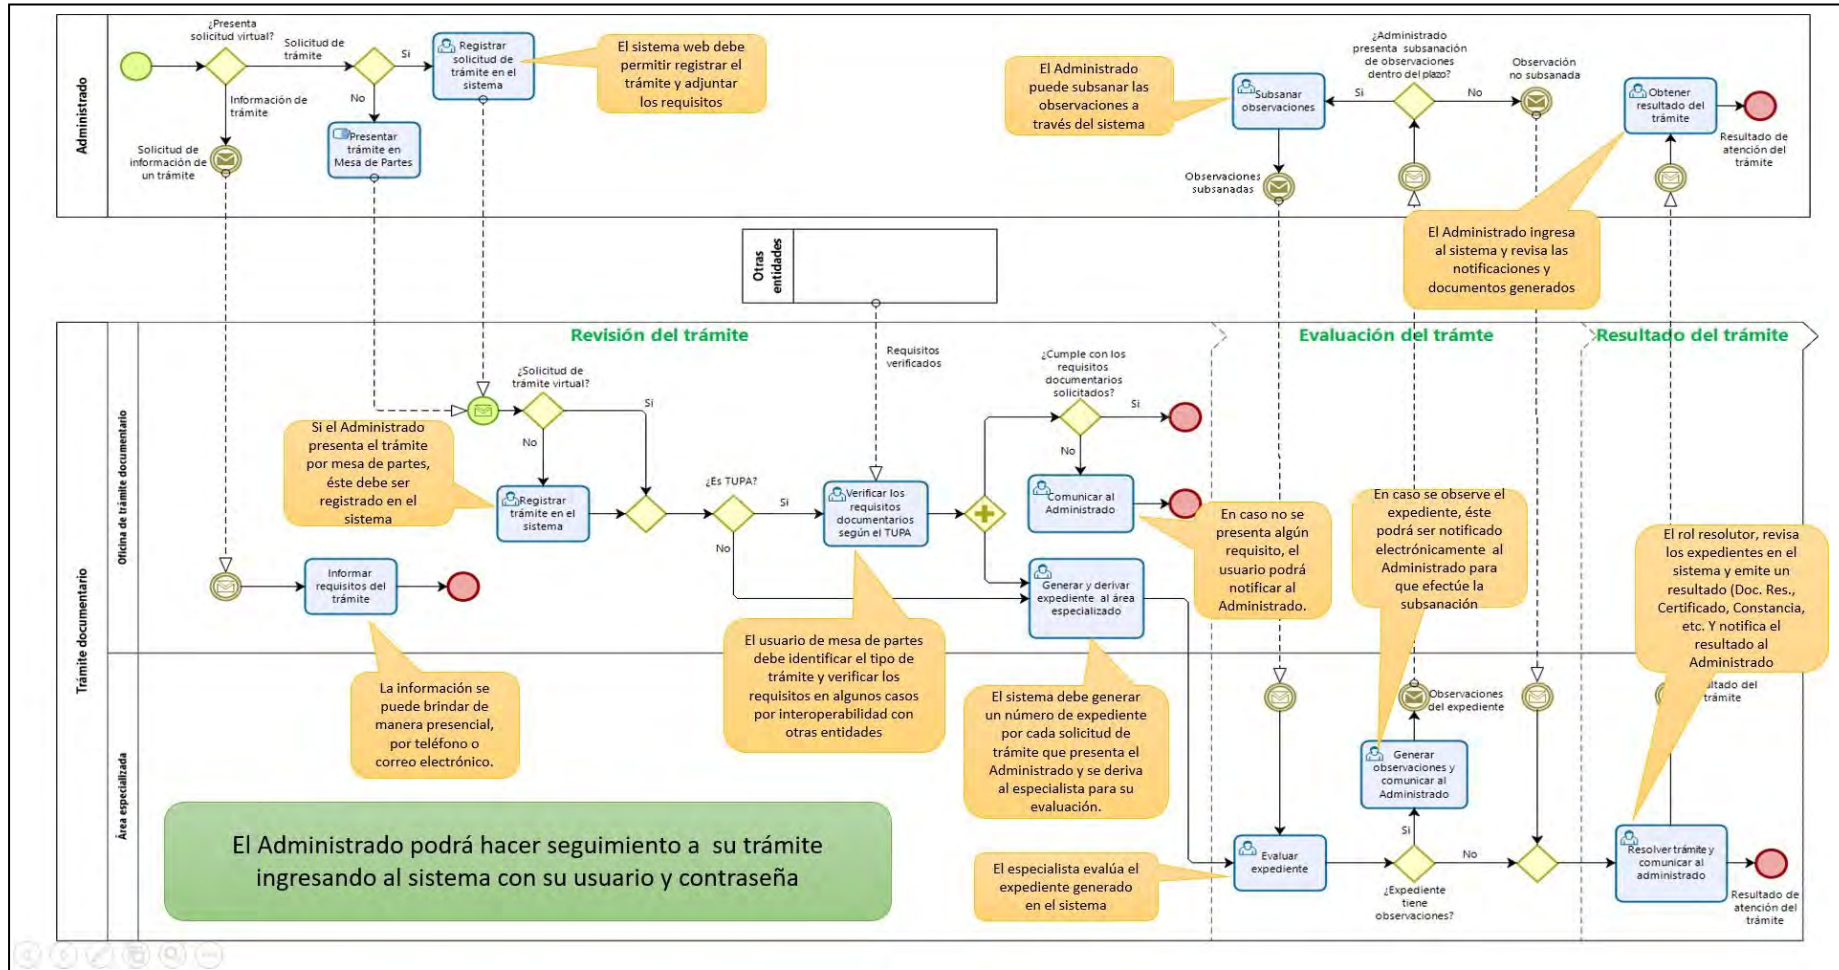 Administrado
¿Presenta
solicitud virtual?
Solicitud de
trámite
Si
Registrar
solicitud de
trámite en el
sistema
El sistema web debe
permitir registrar el
trámite y adjuntar
los requisitos
Información de
trámite
No
Presentar
trámite en
Mesa de Partes
Solicitud de
información de
un trámite
El Administrado
puede subsanar las
observaciones a
través del sistema
Subsanar
observaciones
Observaciones
subsanadas
¿Administrado
presenta subsanación
de observaciones
dentro del plazo?
Si
No
Observación
no subsanada
Obtener
resultado del
trámite
Resultado de
atención del
trámite
El Administrado ingresa
al sistema y revisa las
notificaciones y
documentos generados
Otras
entidades
Trámite documentario
Oficina de trámite documentario
Área especializada
Revisión del trámite
Evaluación del trámte
Resultado del trámite
Requisitos
verificados
¿Solicitud de
trámite virtual?
Si
No
Si el Administrado
presenta el trámite
por mesa de partes,
éste debe ser
registrado en el
sistema
Registrar
trámite en el
sistema
¿Es TUPA?
Si
No
Verificar los
requisitos
documentarios
según el TUPA
¿Cumple con los
requisitos
documentarios
solicitados?
Si
No
Comunicar al
Administrado
En caso no se
presenta algún
requisito, el
usuario podrá
notificar al
Administrado.
En caso se observe el
expediente, éste
podrá ser notificado
electrónicamente al
Administrado para
que efectúe la
subsanación
El rol resolutor, revisa
los expedientes en el
sistema y emite un
resultado (Doc. Res.,
Certificado, Constancia,
etc. Y notifica el
resultado al
Administrado
Informar
requisitos del
trámite
Generar y derivar
expediente al área
especializado
La información se
puede brindar de
manera presencial,
por teléfono o
correo electrónico.
El usuario de mesa de partes
debe identificar el tipo de
trámite y verificar los
requisitos en algunos casos
por interoperabilidad con
otras entidades
El sistema debe generar
un número de expediente
por cada solicitud de
trámite que presenta el
Administrado y se deriva
al especialista para su
evaluación.
Observaciones
del expediente
del
trámite
Generar
observaciones y
comunicar al
Administrado
Si
El Administrado podrá hacer seguimiento a su trámite
ingresando al sistema con su usuario y contraseña
El especialista evalúa el
expediente generado
en el sistema
Evaluar
expediente
No
¿Expediente
tiene
observaciones?
Resolver trámite y
comunicar al
administrado
Resultado de
atención del
trámite